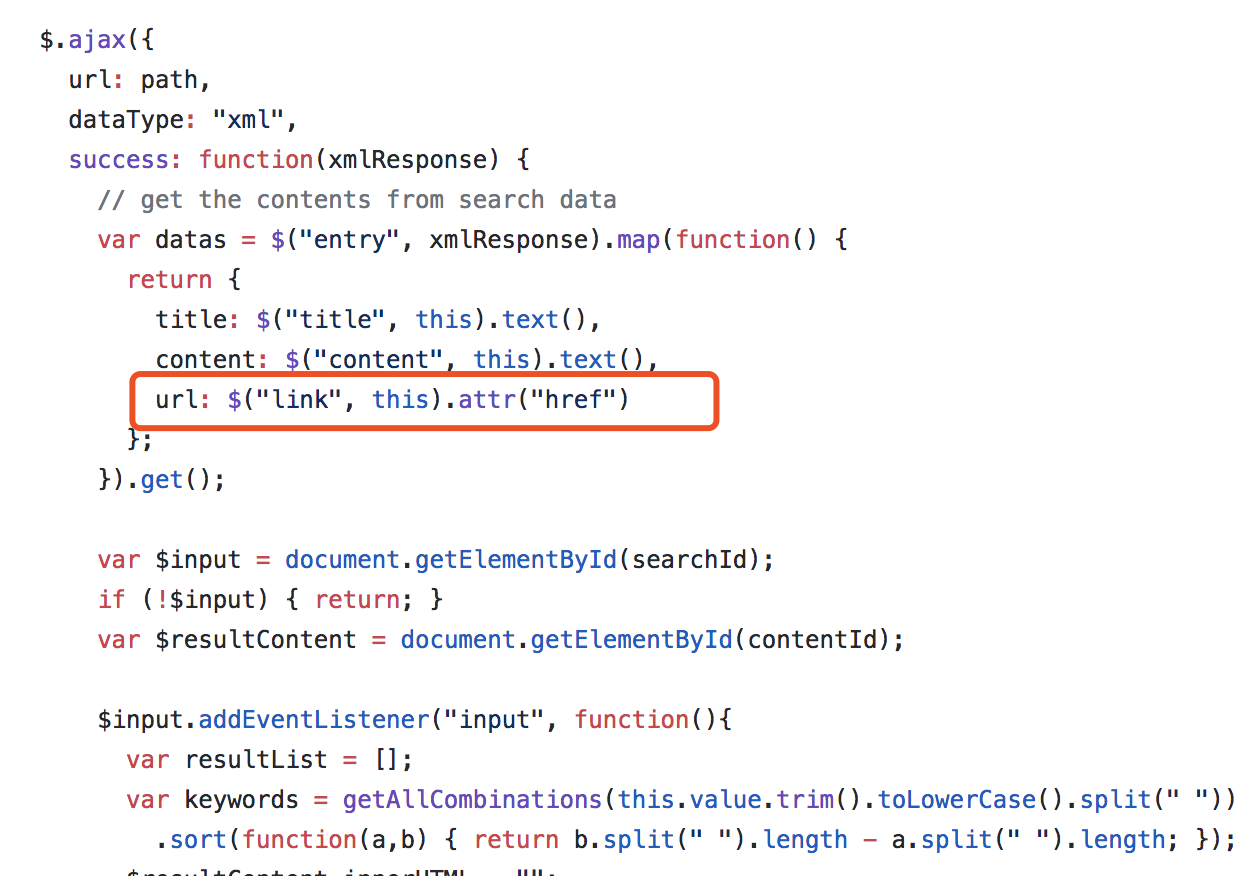 $.ajax({
url: path,
dataType: "xml",
success: function(xmlResponse) {
// get the contents from search data
var datas = $("entry", xmlResponse).map(function() {
return {
title: $("title", this).text(),
content: $("content", this).text(),
url: $("link", this).attr("href")
};
}).get();
var $input = document.getElementById(searchId);
if (!$input) { return; }
var $resultContent = document.getElementById(contentId);
$input.addEventListener("input", function(){
var resultList = [];
var keywords = getAllCombinations(this.value.trim().toLowerCase().split(" "))
.sort(function(a,b) { return b.split(" ").length - a.split(" ").length; });
$resultContent.innerHTML = "";